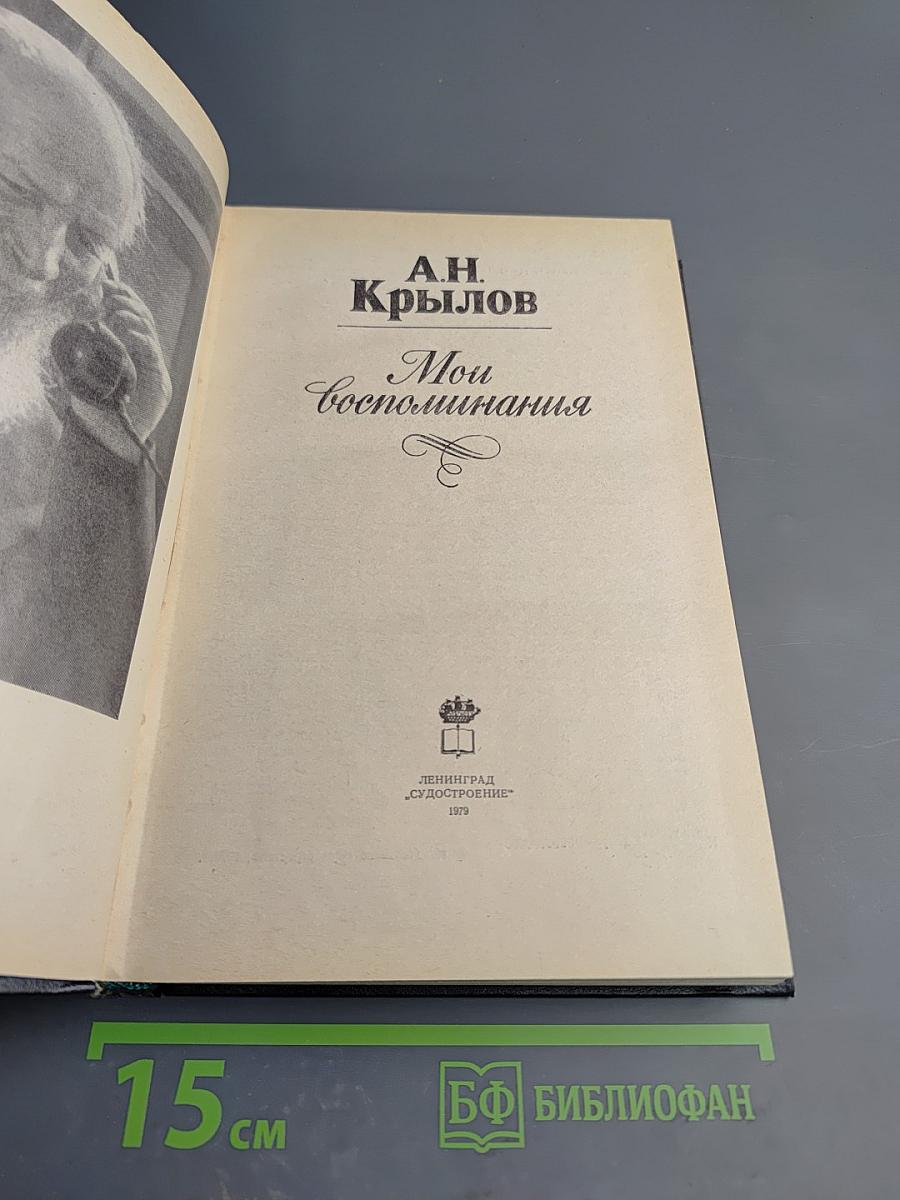 А.Н.
Крылов
Мои
воспоминания
ЛЕНИНГРАД
„СУДОСТРОЕНИЕ"
1979
15 см
БФ БИБЛИОФАН